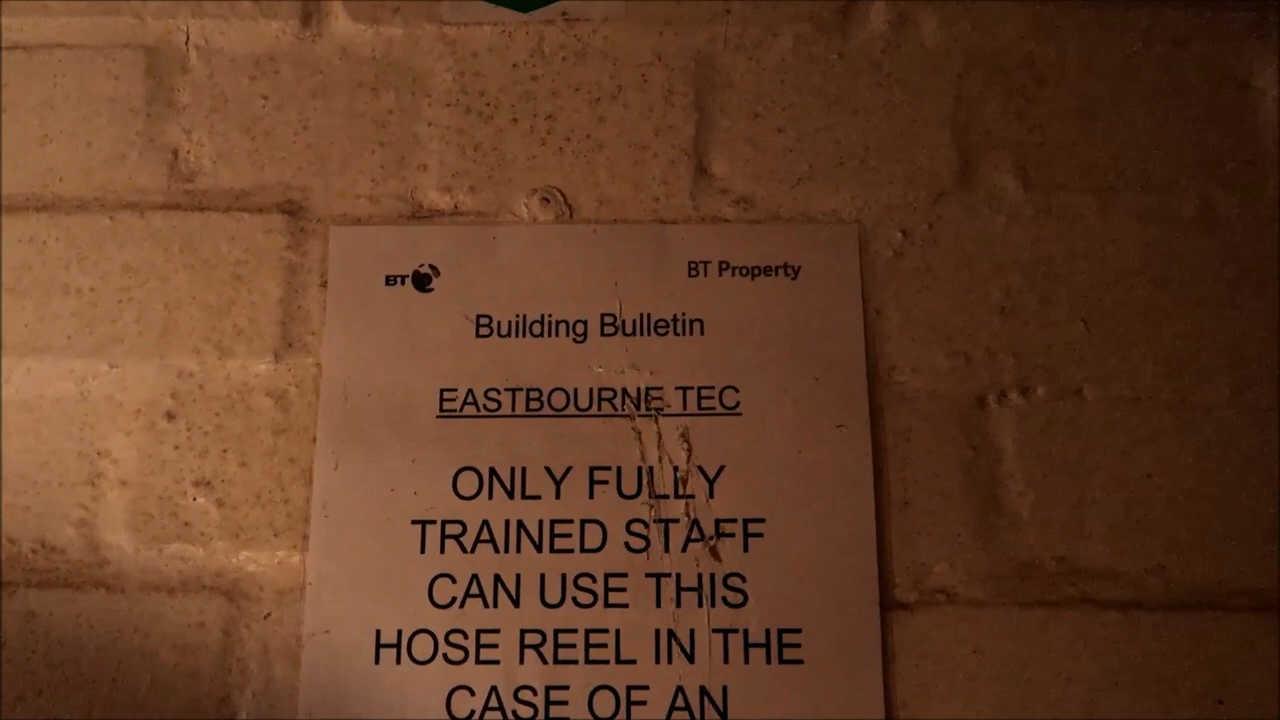 BT
BT Property
Building Bulletin
EASTBOURNE TEC
ONLY FULLY
TRAINED STAFF
CAN USE THIS
HOSE REEL IN THE
CASE OF AN